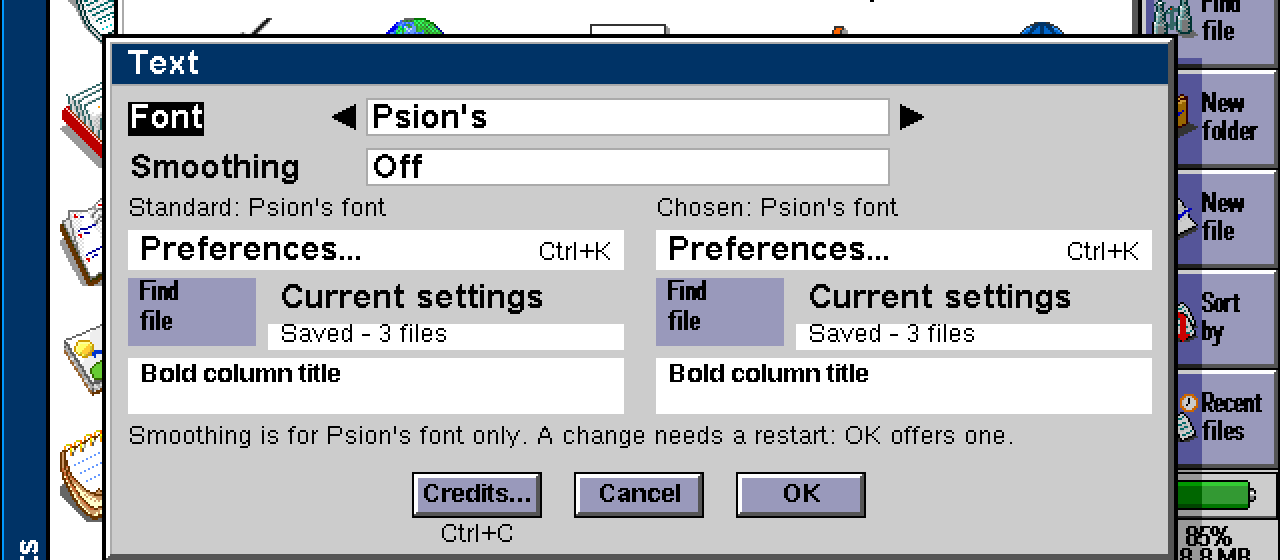 Text
Font
Psion's
Smoothing
Off
Standard: Psion's font
Chosen: Psion's font
Preferences...
Ctrl+K
Preferences...
Ctrl+K
Find
file
Current settings
Saved - 3 files
Find
file
Current settings
Saved - 3 files
Bold column title
Bold column title
Smoothing is for Psion's font only. A change needs a restart: OK offers one.
Credits...
Cancel
OK
Ctrl+C
Find
file
New
folder
New
file
Sort
by
Recent
files
85%
8.8 MB